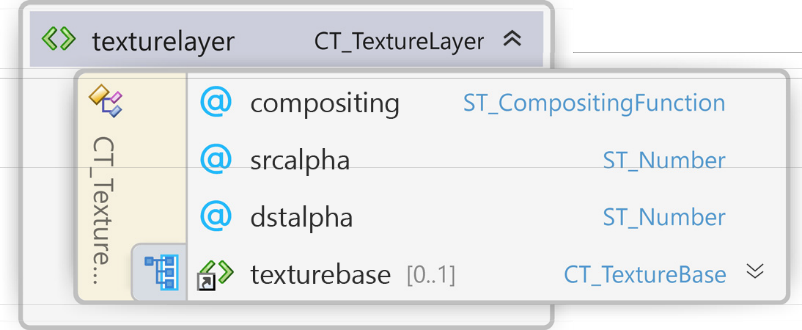 texturelayer CT_TextureLayer
CT_Texture...
@ compositing ST_CompositingFunction
@ srcalpha ST_Number
@ dstalpha ST_Number
texturebase [0..1] CT_TextureBase